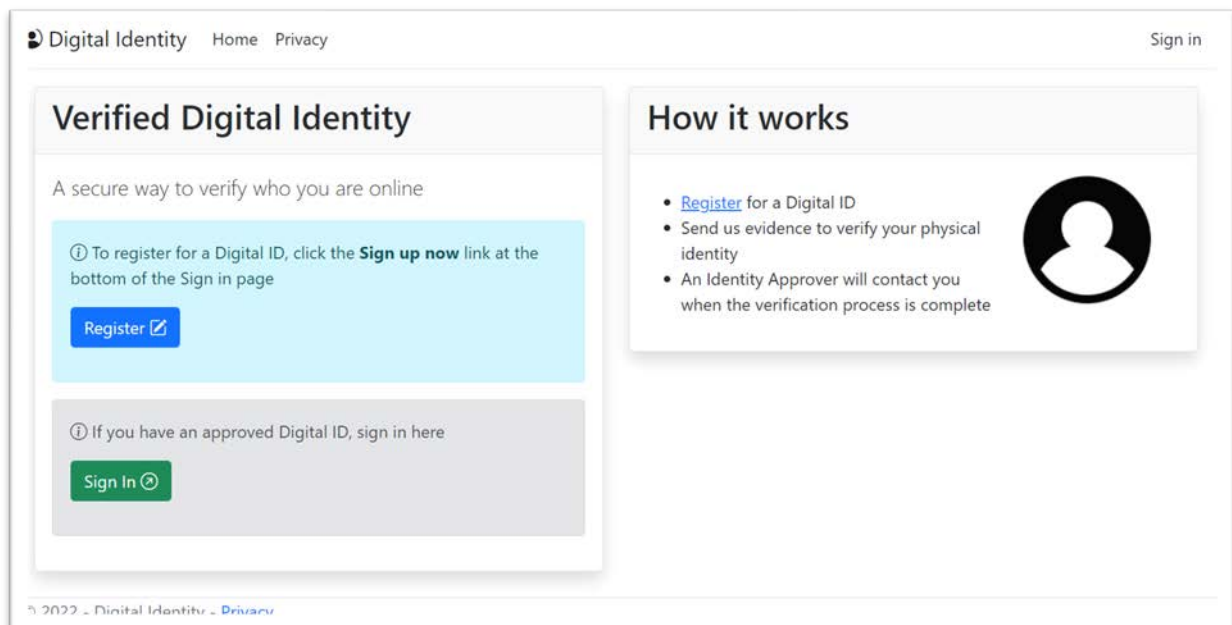 Digital Identity Home Privacy Sign in
Verified Digital Identity
A secure way to verify who you are online
To register for a Digital ID, click the Sign up now link at the
bottom of the Sign in page
Register
If you have an approved Digital ID, sign in here
Sign In
How it works
Register for a Digital ID
Send us evidence to verify your physical
identity
An Identity Approver will contact you
when the verification process is complete
© 2022 - Digital Identity - Privacy